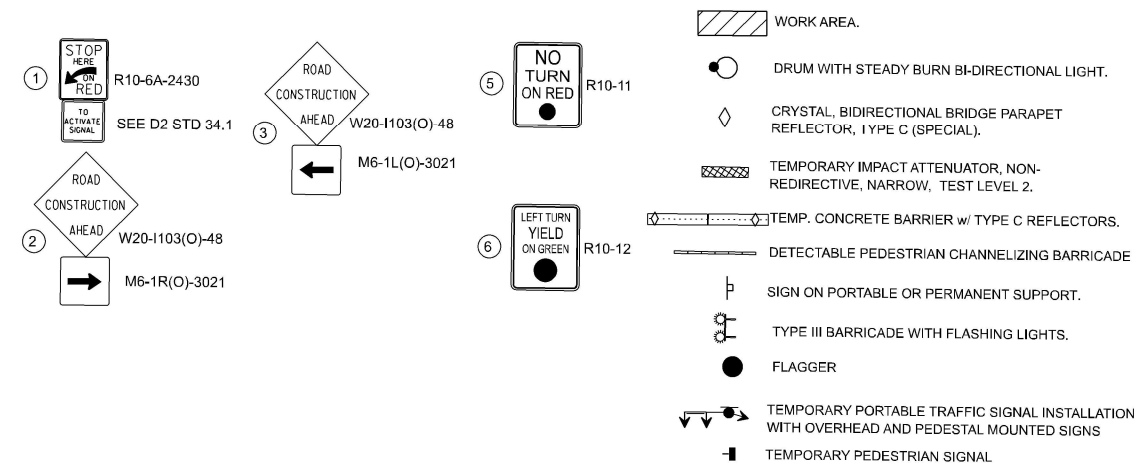 1
STOP
HERE
ON
RED
R10-6A-2430
TO
ACTIVATE
SIGNAL
SEE D2 STD 34.1
2
ROAD
CONSTRUCTION
AHEAD
W20-I103(O)-48
M6-1R(O)-3021
3
ROAD
CONSTRUCTION
AHEAD
W20-I103(O)-48
M6-1L(O)-3021
5
NO
TURN
ON RED
R10-11
6
LEFT TURN
YIELD
ON GREEN
R10-12
WORK AREA.
DRUM WITH STEADY BURN BI-DIRECTIONAL LIGHT.
CRYSTAL, BIDIRECTIONAL BRIDGE PARAPET
REFLECTOR, TYPE C (SPECIAL).
TEMPORARY IMPACT ATTENUATOR, NON-
REDIRECTIVE, NARROW, TEST LEVEL 2.
TEMP. CONCRETE BARRIER w/ TYPE C REFLECTORS.
DETECTABLE PEDESTRIAN CHANNELIZING BARRICADE
SIGN ON PORTABLE OR PERMANENT SUPPORT.
TYPE III BARRICADE WITH FLASHING LIGHTS.
FLAGGER
TEMPORARY PORTABLE TRAFFIC SIGNAL INSTALLATION
WITH OVERHEAD AND PEDESTAL MOUNTED SIGNS
TEMPORARY PEDESTRIAN SIGNAL